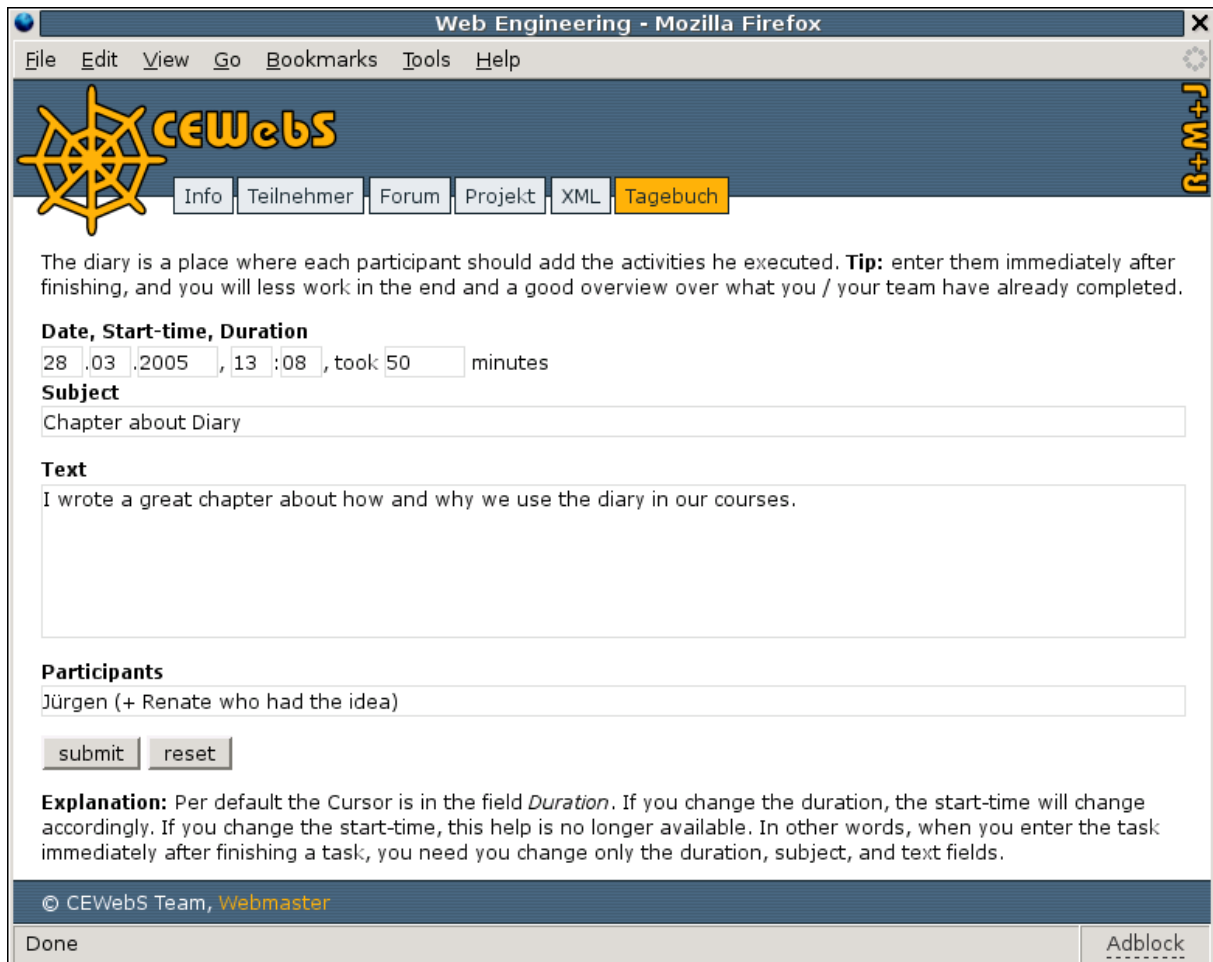 Web Engineering - Mozilla Firefox
File Edit View Go Bookmarks Tools Help
CEWebS
J+W+R
Info Teilnehmer Forum Projekt XML Tagebuch
The diary is a place where each participant should add the activities he executed. Tip: enter them immediately after
finishing, and you will less work in the end and a good overview over what you / your team have already completed.
Date, Start-time, Duration
28 .03 .2005 , 13 :08 , took 50 minutes
Subject
Chapter about Diary
Text
I wrote a great chapter about how and why we use the diary in our courses.
Participants
Jürgen (+ Renate who had the idea)
submit reset
Explanation: Per default the Cursor is in the field Duration. If you change the duration, the start-time will change
accordingly. If you change the start-time, this help is no longer available. In other words, when you enter the task
immediately after finishing a task, you need you change only the duration, subject, and text fields.
© CEWebS Team, Webmaster
Done Adblock